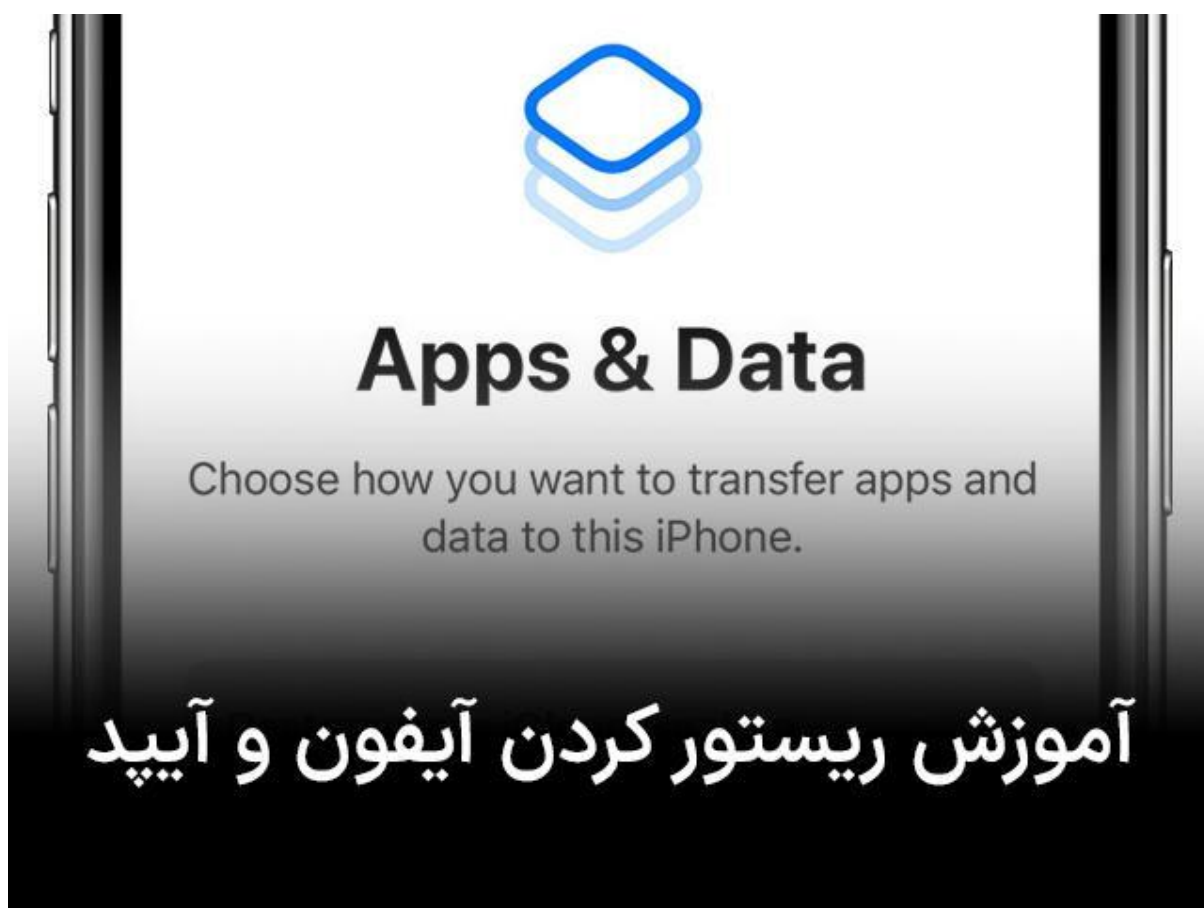 Apps & Data
Choose how you want to transfer apps and
data to this iPhone.
آموزش ریستور کردن آیفون و آیپد